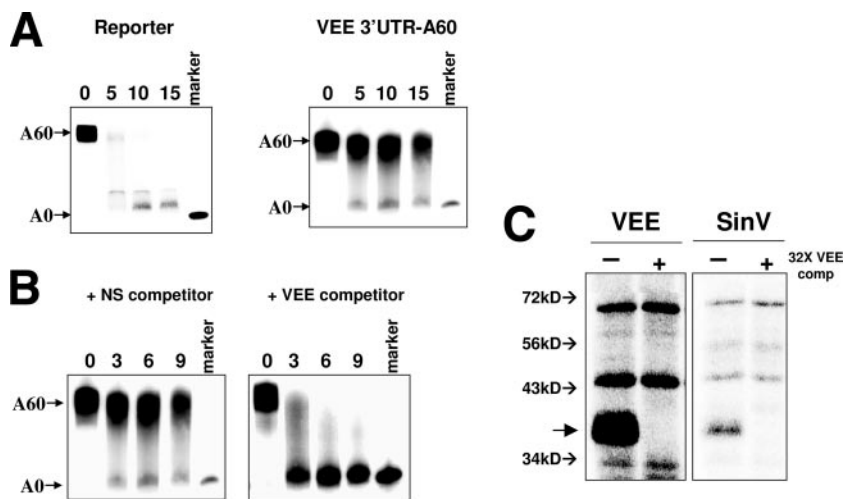 A
Reporter
0 5 10 15 marker
A60→
A0→
VEE 3'UTR-A60
0 5 10 15 marker
A60→
A0→
B
+ NS competitor
0 3 6 9 marker
A60→
A0→
+ VEE competitor
0 3 6 9 marker
C
VEE SinV
− + − + 32X VEE
comp
72kD→
56kD→
43kD→
34kD→